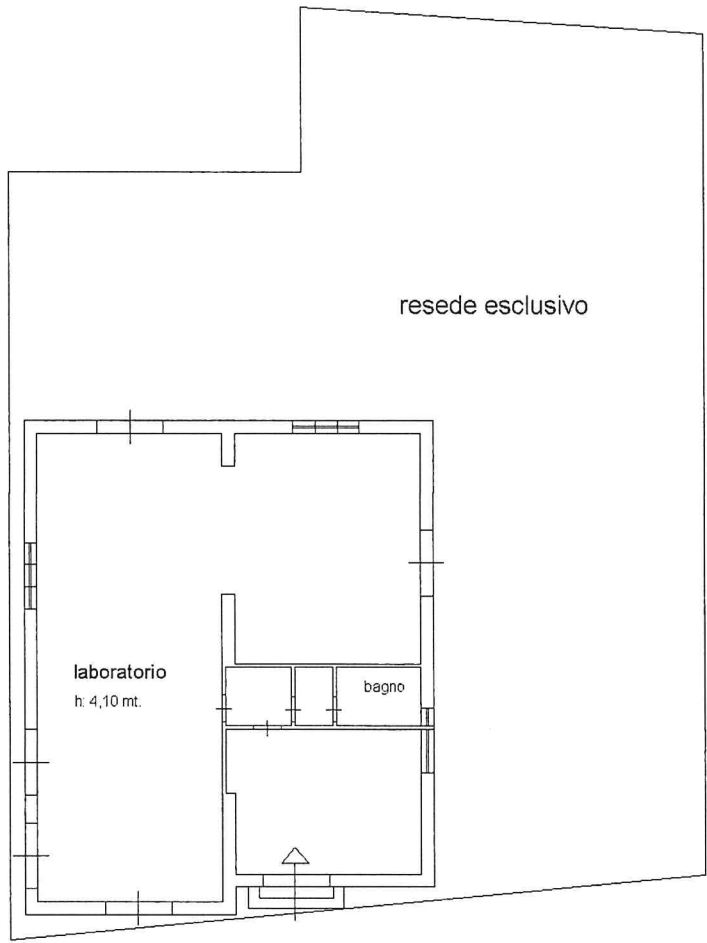 resede esclusivo
laboratorio
h: 4,10 mt.
bagno